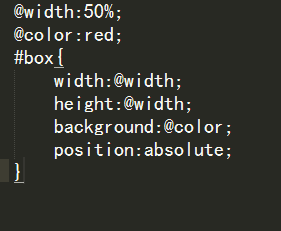 @width:50%;
@color:red;
#box{
    width:@width;
    height:@width;
    background:@color;
    position:absolute;
}